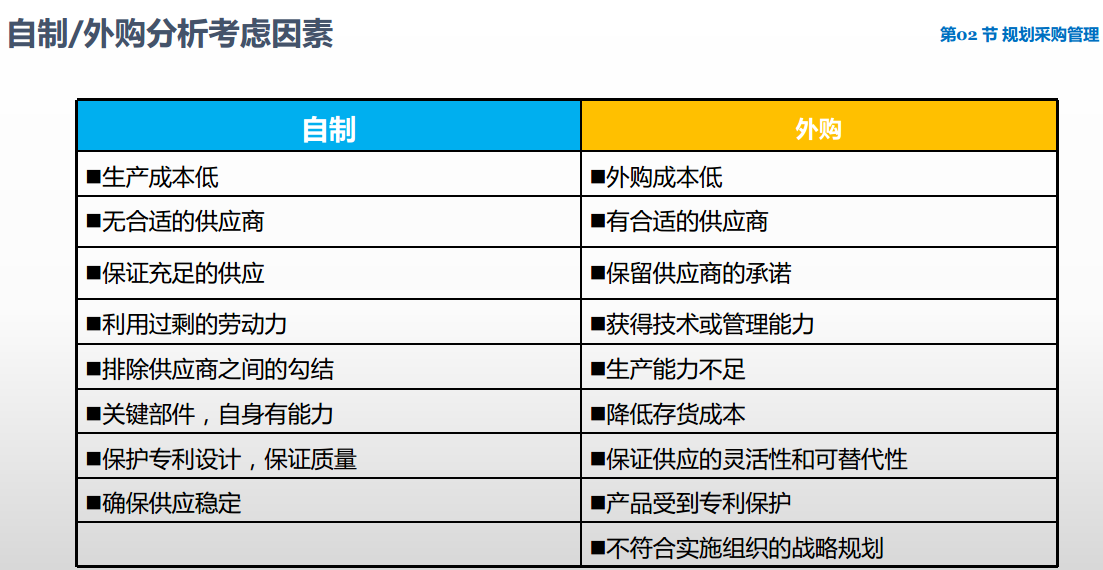 自制/外购分析考虑因素
第02 节 规划采购管理
自制 外购
■生产成本低 ■外购成本低
■无合适的供应商 ■有合适的供应商
■保证充足的供应 ■保留供应商的承诺
■利用过剩的劳动力 ■获得技术或管理能力
■排除供应商之间的勾结 ■生产能力不足
■关键部件，自身有能力 ■降低存货成本
■保护专利设计，保证质量 ■保证供应的灵活性和可替代性
■确保供应稳定 ■产品受到专利保护
■不符合实施组织的战略规划